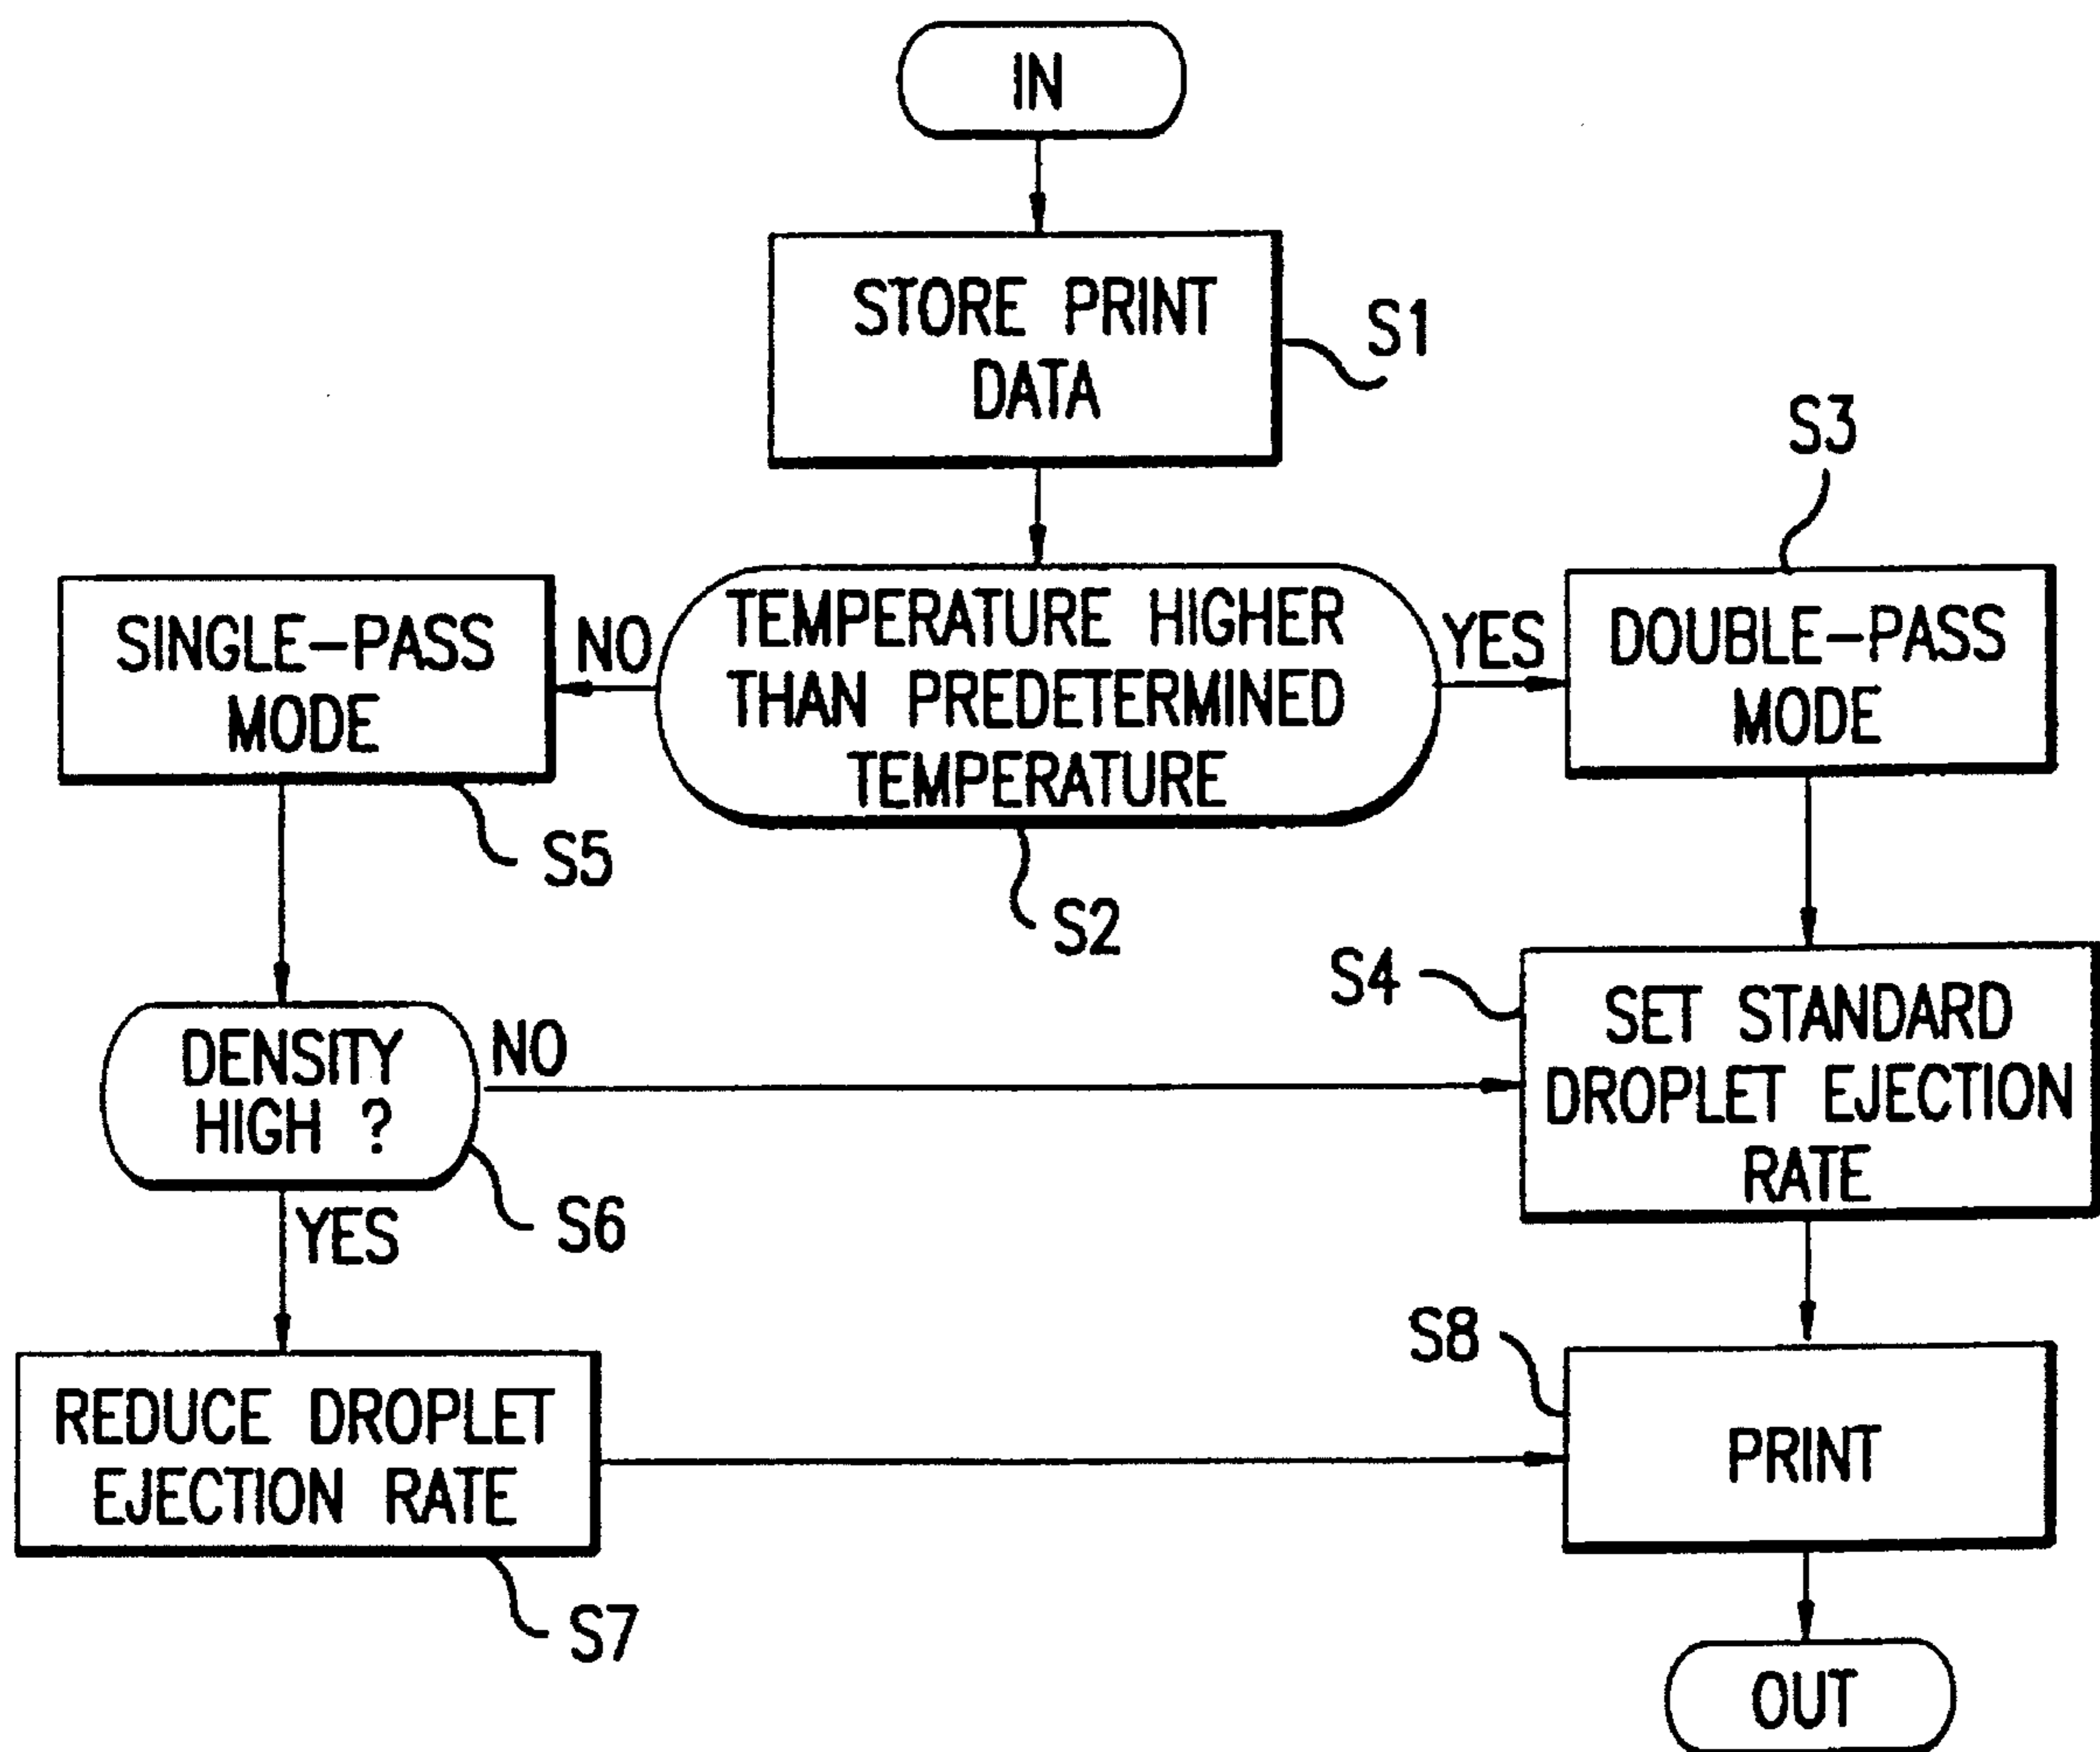 IN
STORE PRINT
DATA
S1
S3
SINGLE-PASS
MODE
NO
TEMPERATURE HIGHER
THAN PREDETERMINED
TEMPERATURE
YES
DOUBLE-PASS
MODE
S5
S2
S4
DENSITY
HIGH ?
NO
SET STANDARD
DROPLET EJECTION
RATE
S6
YES
S8
REDUCE DROPLET
EJECTION RATE
PRINT
S7
OUT